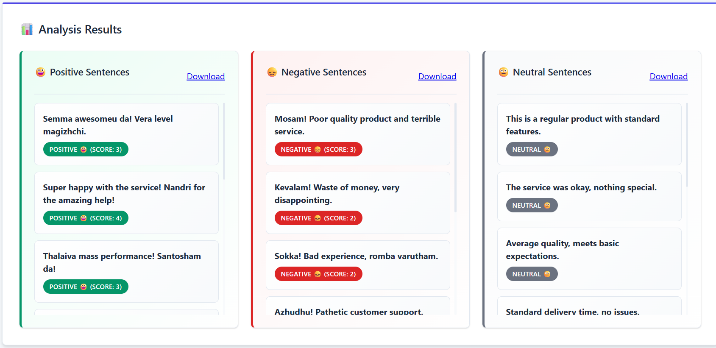 Analysis Results
Positive Sentences
Download
Semma awesomeu da! Vera level
magizhchi.
POSITIVE 😀 (SCORE: 3)
Super happy with the service! Nandri for
the amazing help!
POSITIVE 😀 (SCORE: 4)
Thalaiva mass performance! Santosham
da!
POSITIVE 😀 (SCORE: 3)
Negative Sentences
Download
Mosam! Poor quality product and terrible
service.
NEGATIVE 😡 (SCORE: 3)
Kevalam! Waste of money, very
disappointing.
NEGATIVE 😡 (SCORE: 2)
Sokka! Bad experience, romba varutham.
NEGATIVE 😡 (SCORE: 2)
Azhudhu! Pathetic customer support.
Neutral Sentences
Download
This is a regular product with standard
features.
NEUTRAL 😐
The service was okay, nothing special.
NEUTRAL 😐
Average quality, meets basic
expectations.
NEUTRAL 😐
Standard delivery time, no issues.